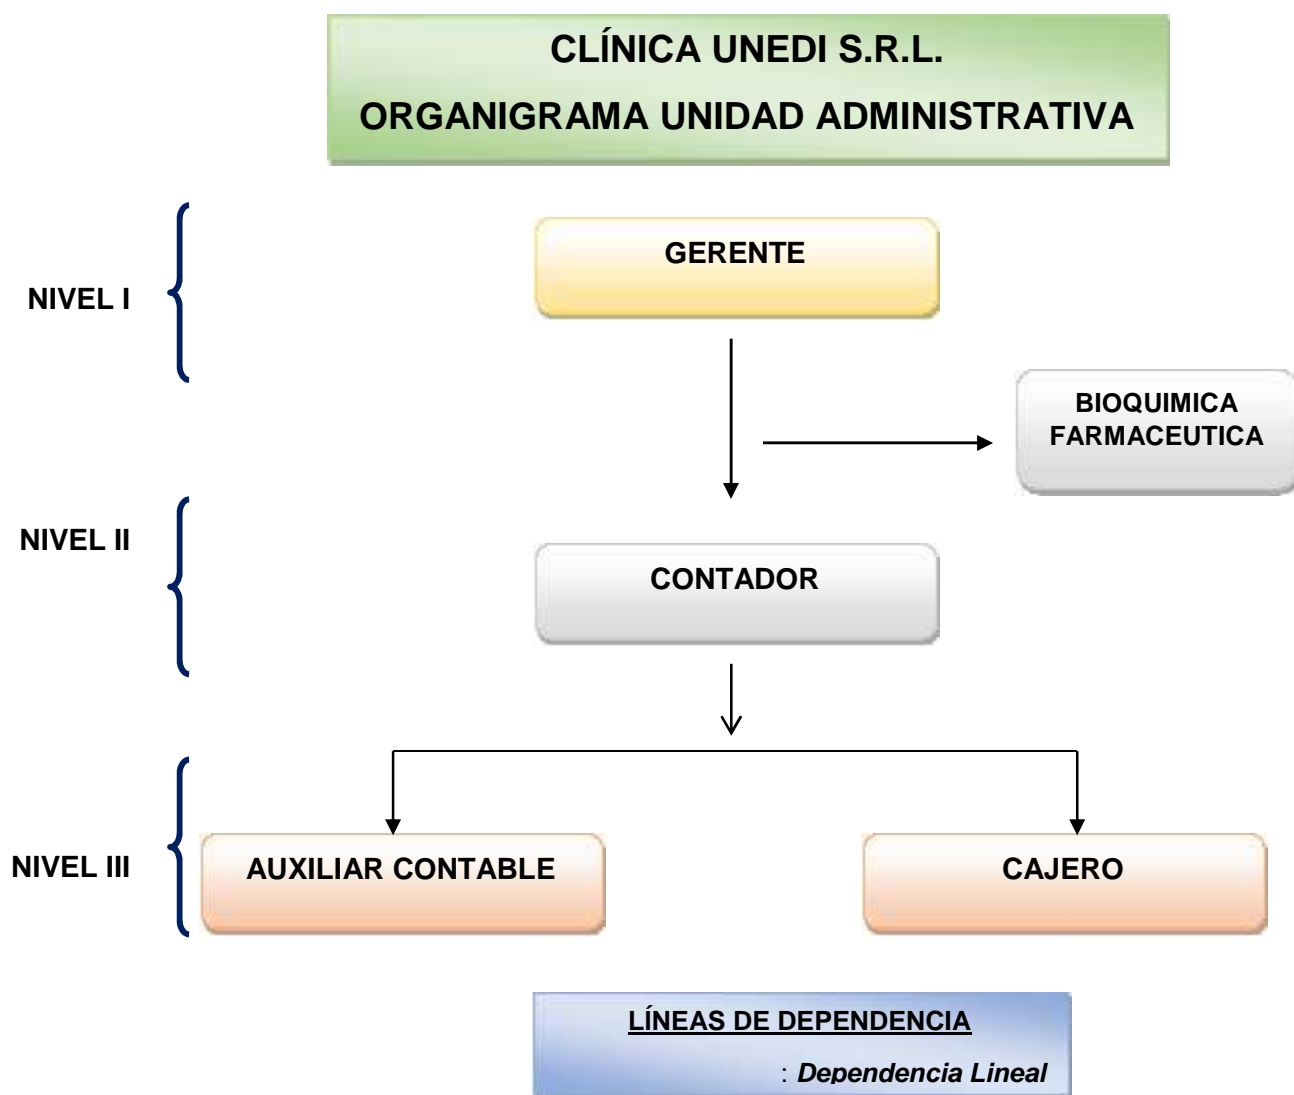 CLÍNICA UNEDI S.R.L.
ORGANIGRAMA UNIDAD ADMINISTRATIVA
NIVEL I
GERENTE
BIOQUIMICA
FARMACEUTICA
NIVEL II
CONTADOR
NIVEL III
AUXILIAR CONTABLE
CAJERO
LÍNEAS DE DEPENDENCIA
: Dependencia Lineal